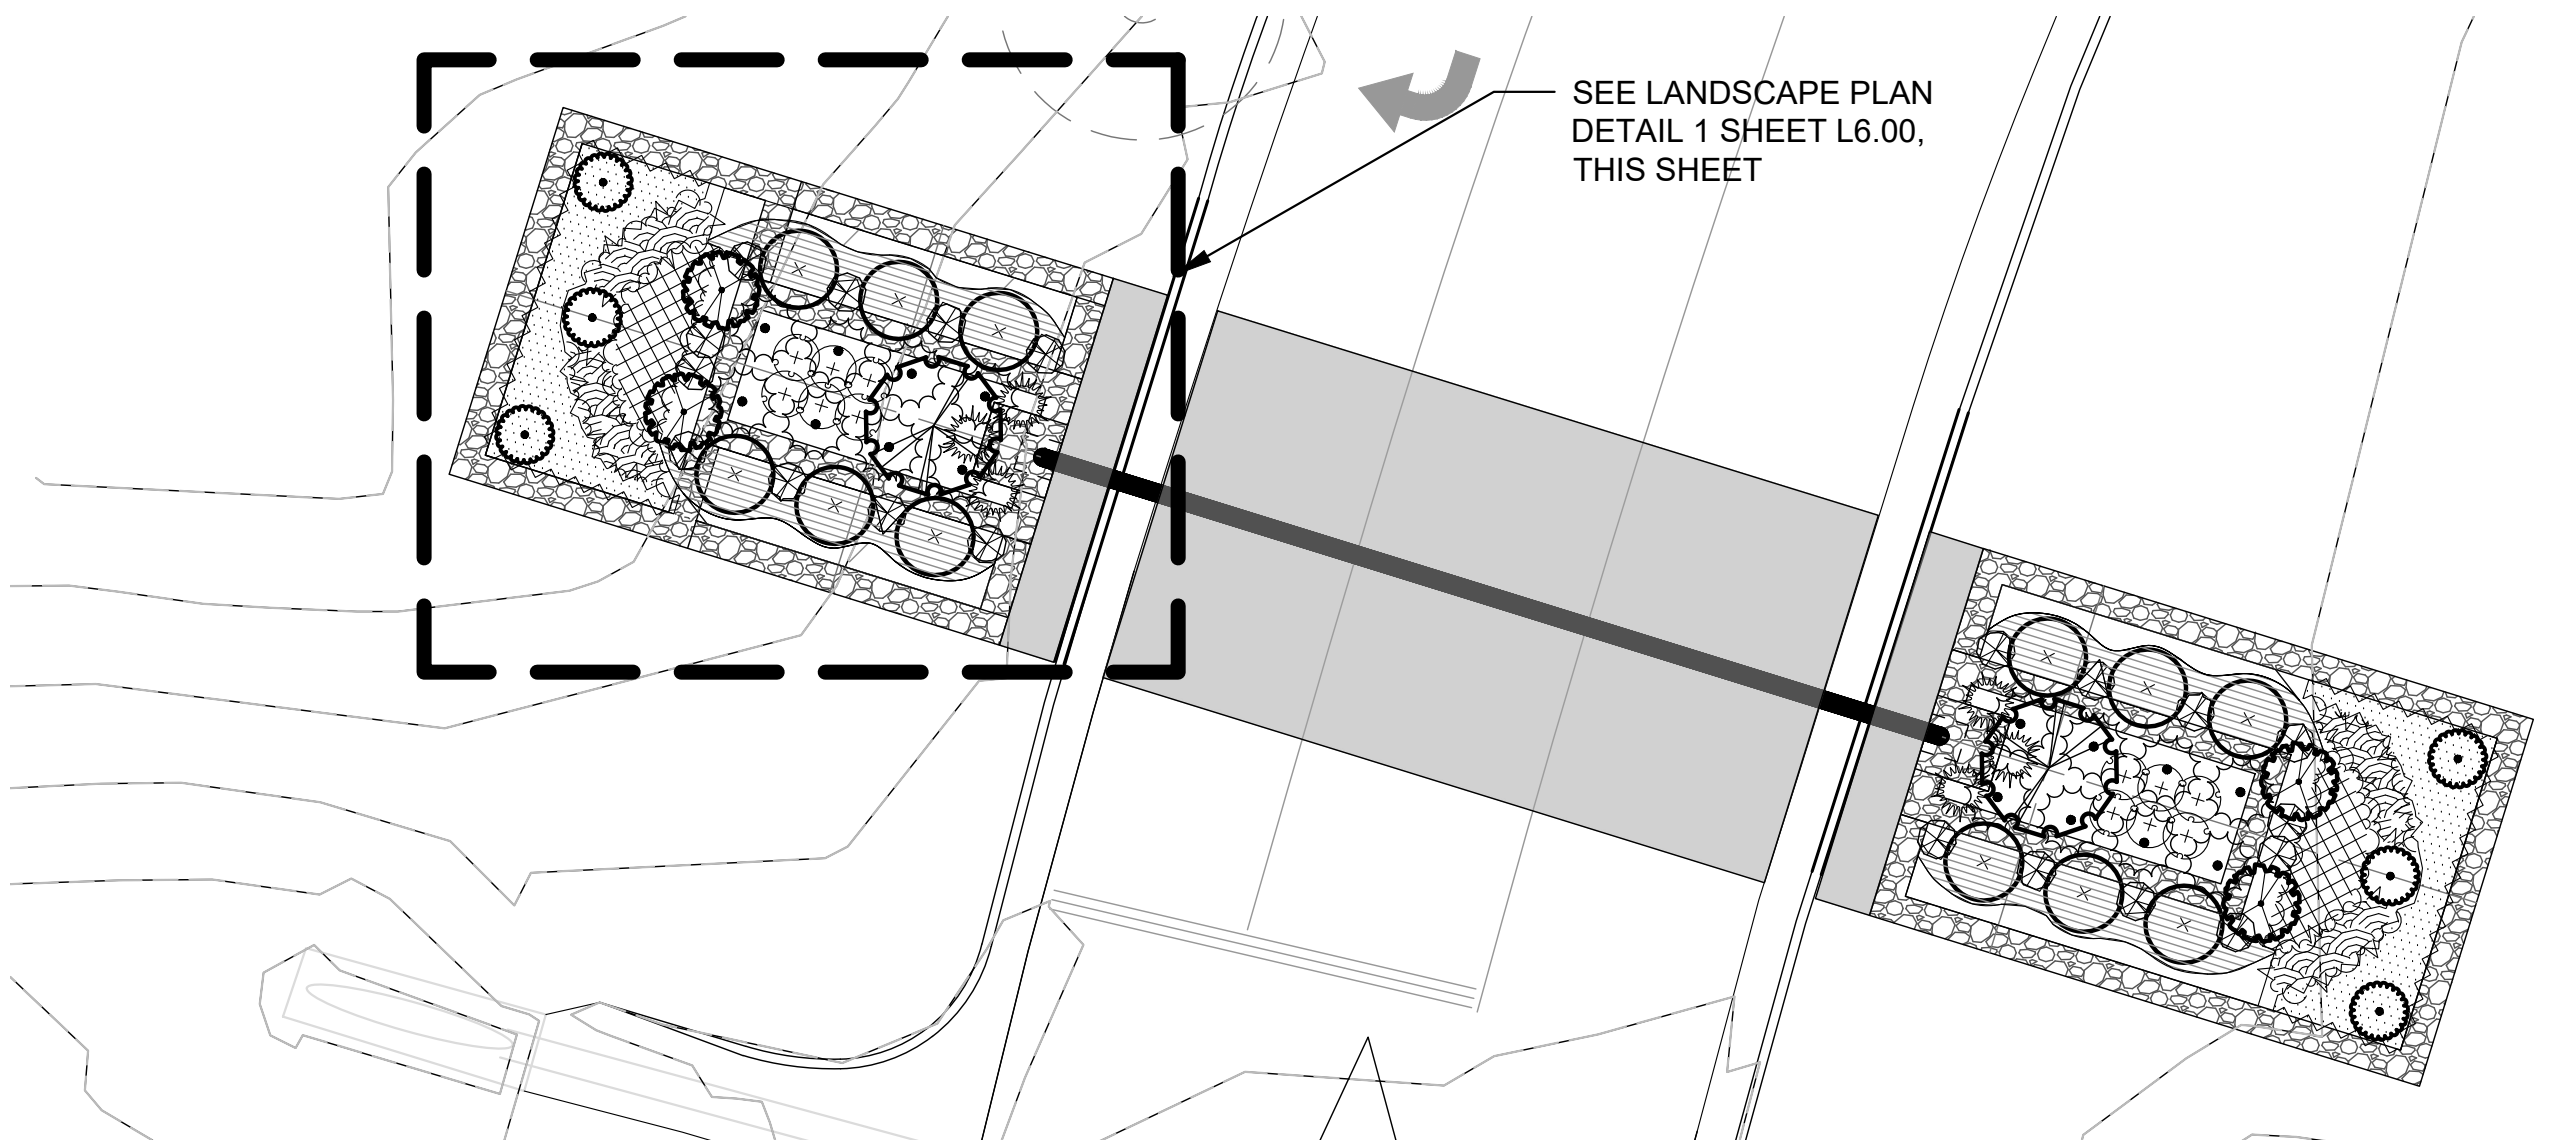 SEE LANDSCAPE PLAN
DETAIL 1 SHEET L6.00,
THIS SHEET